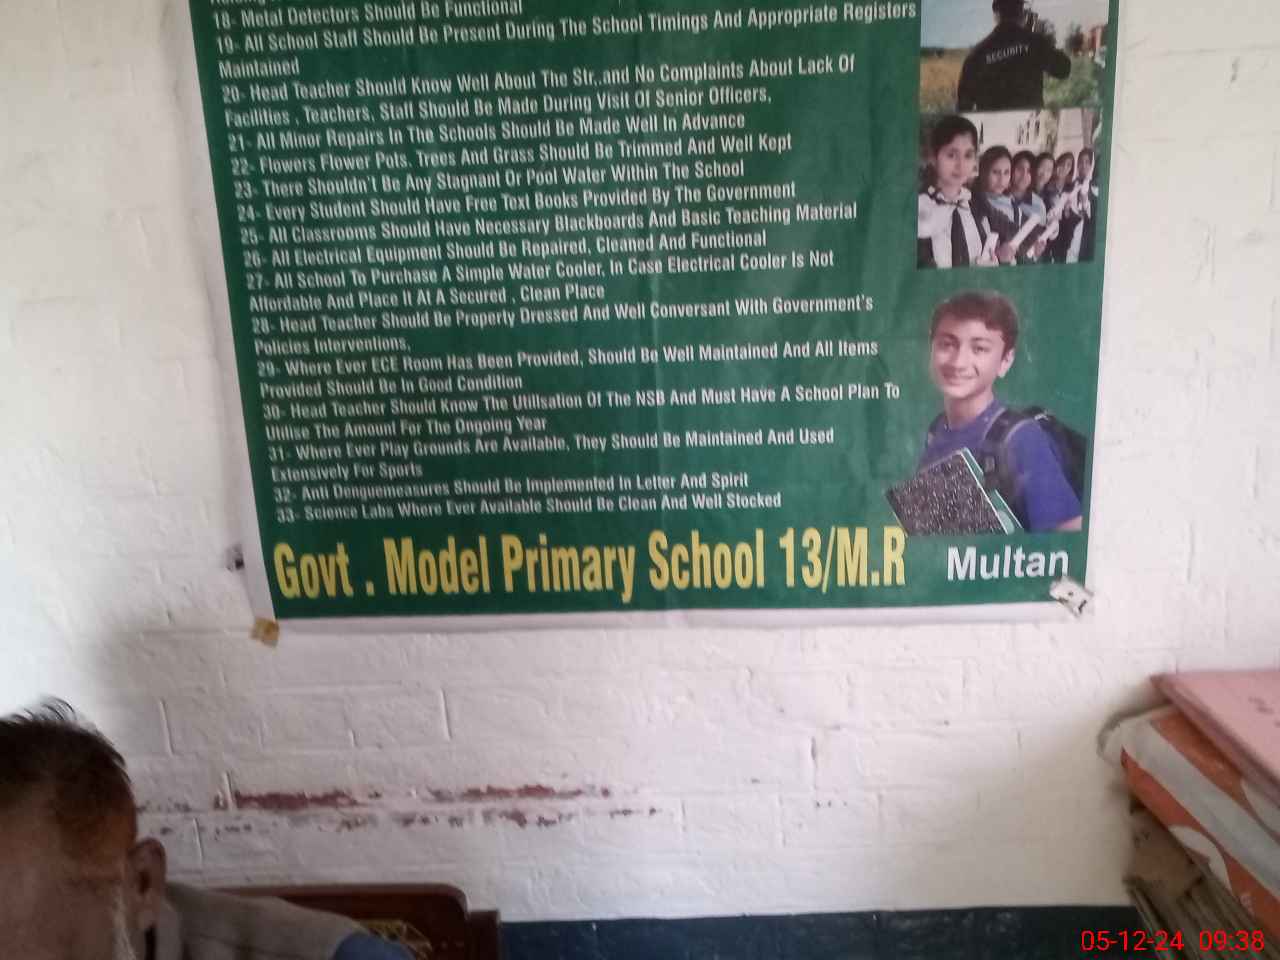 18- Metal Detectors Should Be Functional
19- All School Staff Should Be Present During The School Timings And Appropriate Registers
Maintained
20- Head Teacher Should Know Well About The Str,.and No Complaints About Lack Of
Facilities , Teachers, Staff Should Be Made During Visit Of Senior Officers,
21- All Minor Repairs In The Schools Should Be Made Well In Advance
22- Flowers Flower Pots, Trees And Grass Should Be Trimmed And Well Kept
23- There Shouldn't Be Any Stagnant Or Pool Water Within The School
24- Every Student Should Have Free Text Books Provided By The Government
25- All Classrooms Should Have Necessary Blackboards And Basic Teaching Material
26- All Electrical Equipment Should Be Repaired, Cleaned And Functional
27- All School To Purchase A Simple Water Cooler, In Case Electrical Cooler Is Not
Affordable And Place It At A Secured , Clean Place
28- Head Teacher Should Be Property Dressed And Well Conversant With Government's
Policies Interventions,
29- Where Ever ECE Room Has Been Provided, Should Be Well Maintained And All Items
Provided Should Be In Good Condition
30- Head Teacher Should Know The Utilisation Of The NSB And Must Have A School Plan To
Utilise The Amount For The Ongoing Year
31- Where Ever Play Grounds Are Available, They Should Be Maintained And Used
Extensively For Sports
32- Anti Denguemeasures Should Be Implemented In Letter And Spirit
33- Science Labs Where Ever Available Should Be Clean And Well Stocked
Govt . Model Primary School 13/M.R
Multan
SECURITY
05-12-24 09:38